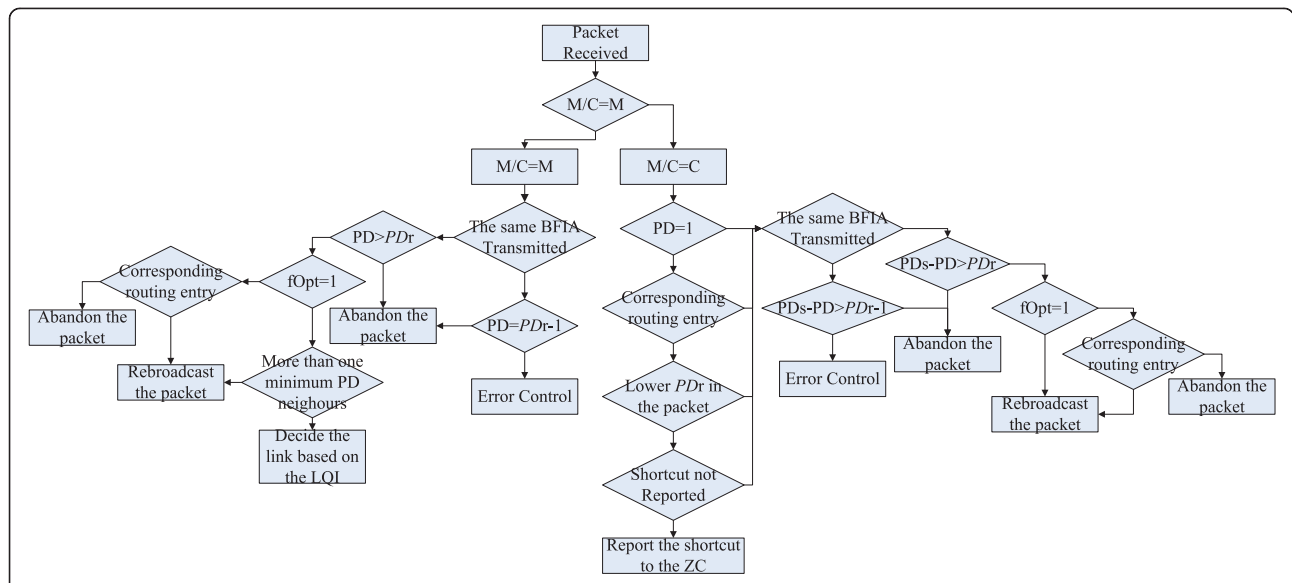 Packet
Received
M/C=M
M/C=M
M/C=C
The same BFIA
Transmitted
PD>PDr
fOpt=1
Corresponding
routing entry
Abandon the
packet
Rebroadcast
the packet
More than one
minimum PD
neighours
Decide the
link based on
the LQI
Abandon the
packet
PD=PDr-1
Error Control
PD=1
Corresponding
routing entry
Lower PDr in
the packet
Shortcut not
Reported
Report the shortcut
to the ZC
The same BFIA
Transmitted
PDs-PD>PDr-1
Error Control
PDs-PD>PDr
Abandon the
packet
fOpt=1
Corresponding
routing entry
Rebroadcast
the packet
Abandon the
packet